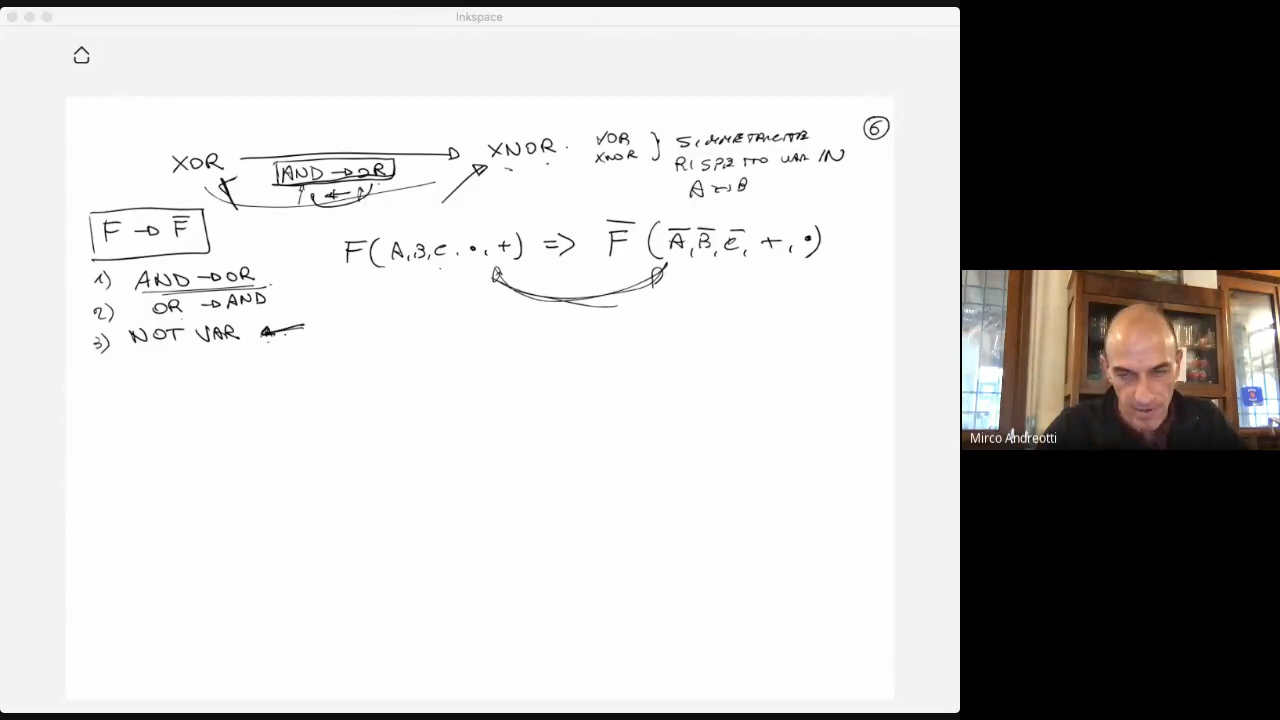 Inkspace
6
XOR → XNOR.
AND → OR
XOR
XNOR } SIMMETRICHE
RISPETTO VAR IN
A ↔ B
F → F̅
F(A,B,C,•,+) => F̅(A̅,B̅,C̅,+,•)
1) AND → OR
2) OR → AND
3) NOT VAR ←
Mirco Andreotti